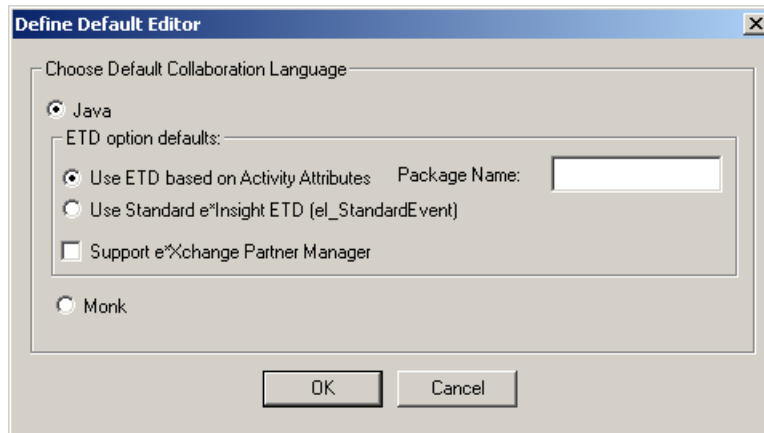 Define Default Editor
Choose Default Collaboration Language
Java
ETD option defaults:
Use ETD based on Activity Attributes Package Name:
Use Standard e*Insight ETD (eI_StandardEvent)
Support e*Xchange Partner Manager
Monk
OK Cancel